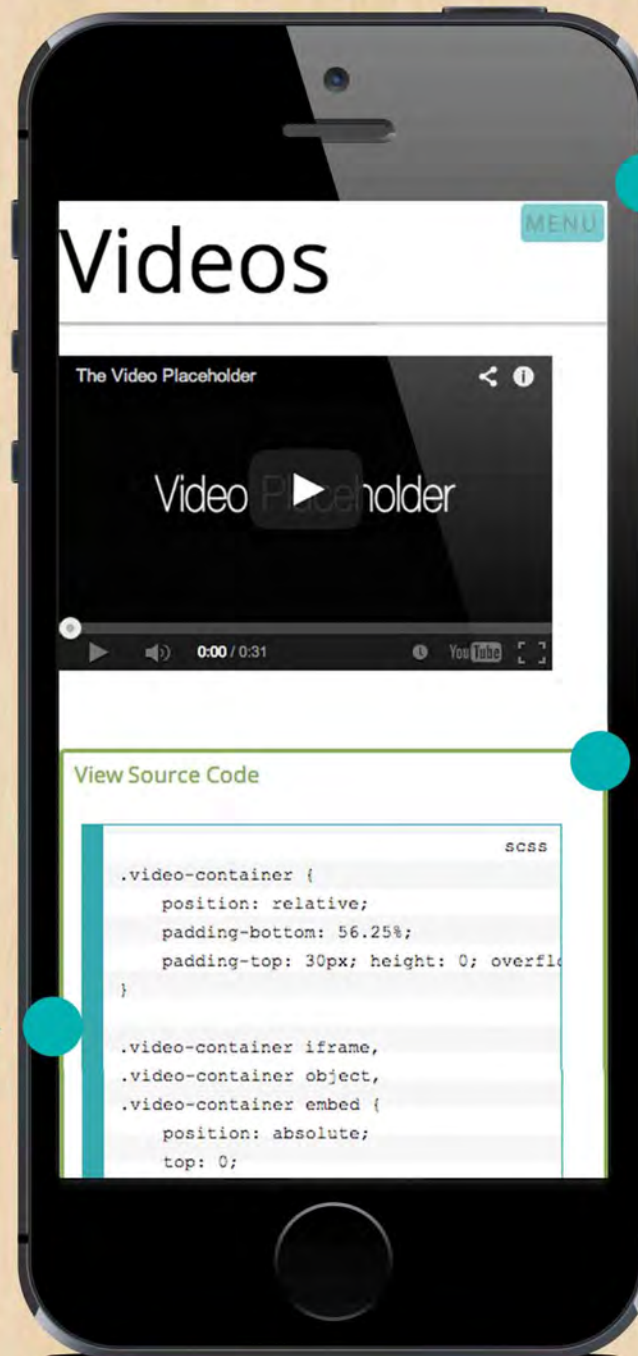 MENU
Videos
The Video Placeholder
Video Placeholder
0:00 / 0:31
YouTube
View Source Code
scss
.video-container {
position: relative;
padding-bottom: 56.25%;
padding-top: 30px; height: 0; overflo
}
.video-container iframe,
.video-container object,
.video-container embed {
position: absolute;
top: 0;